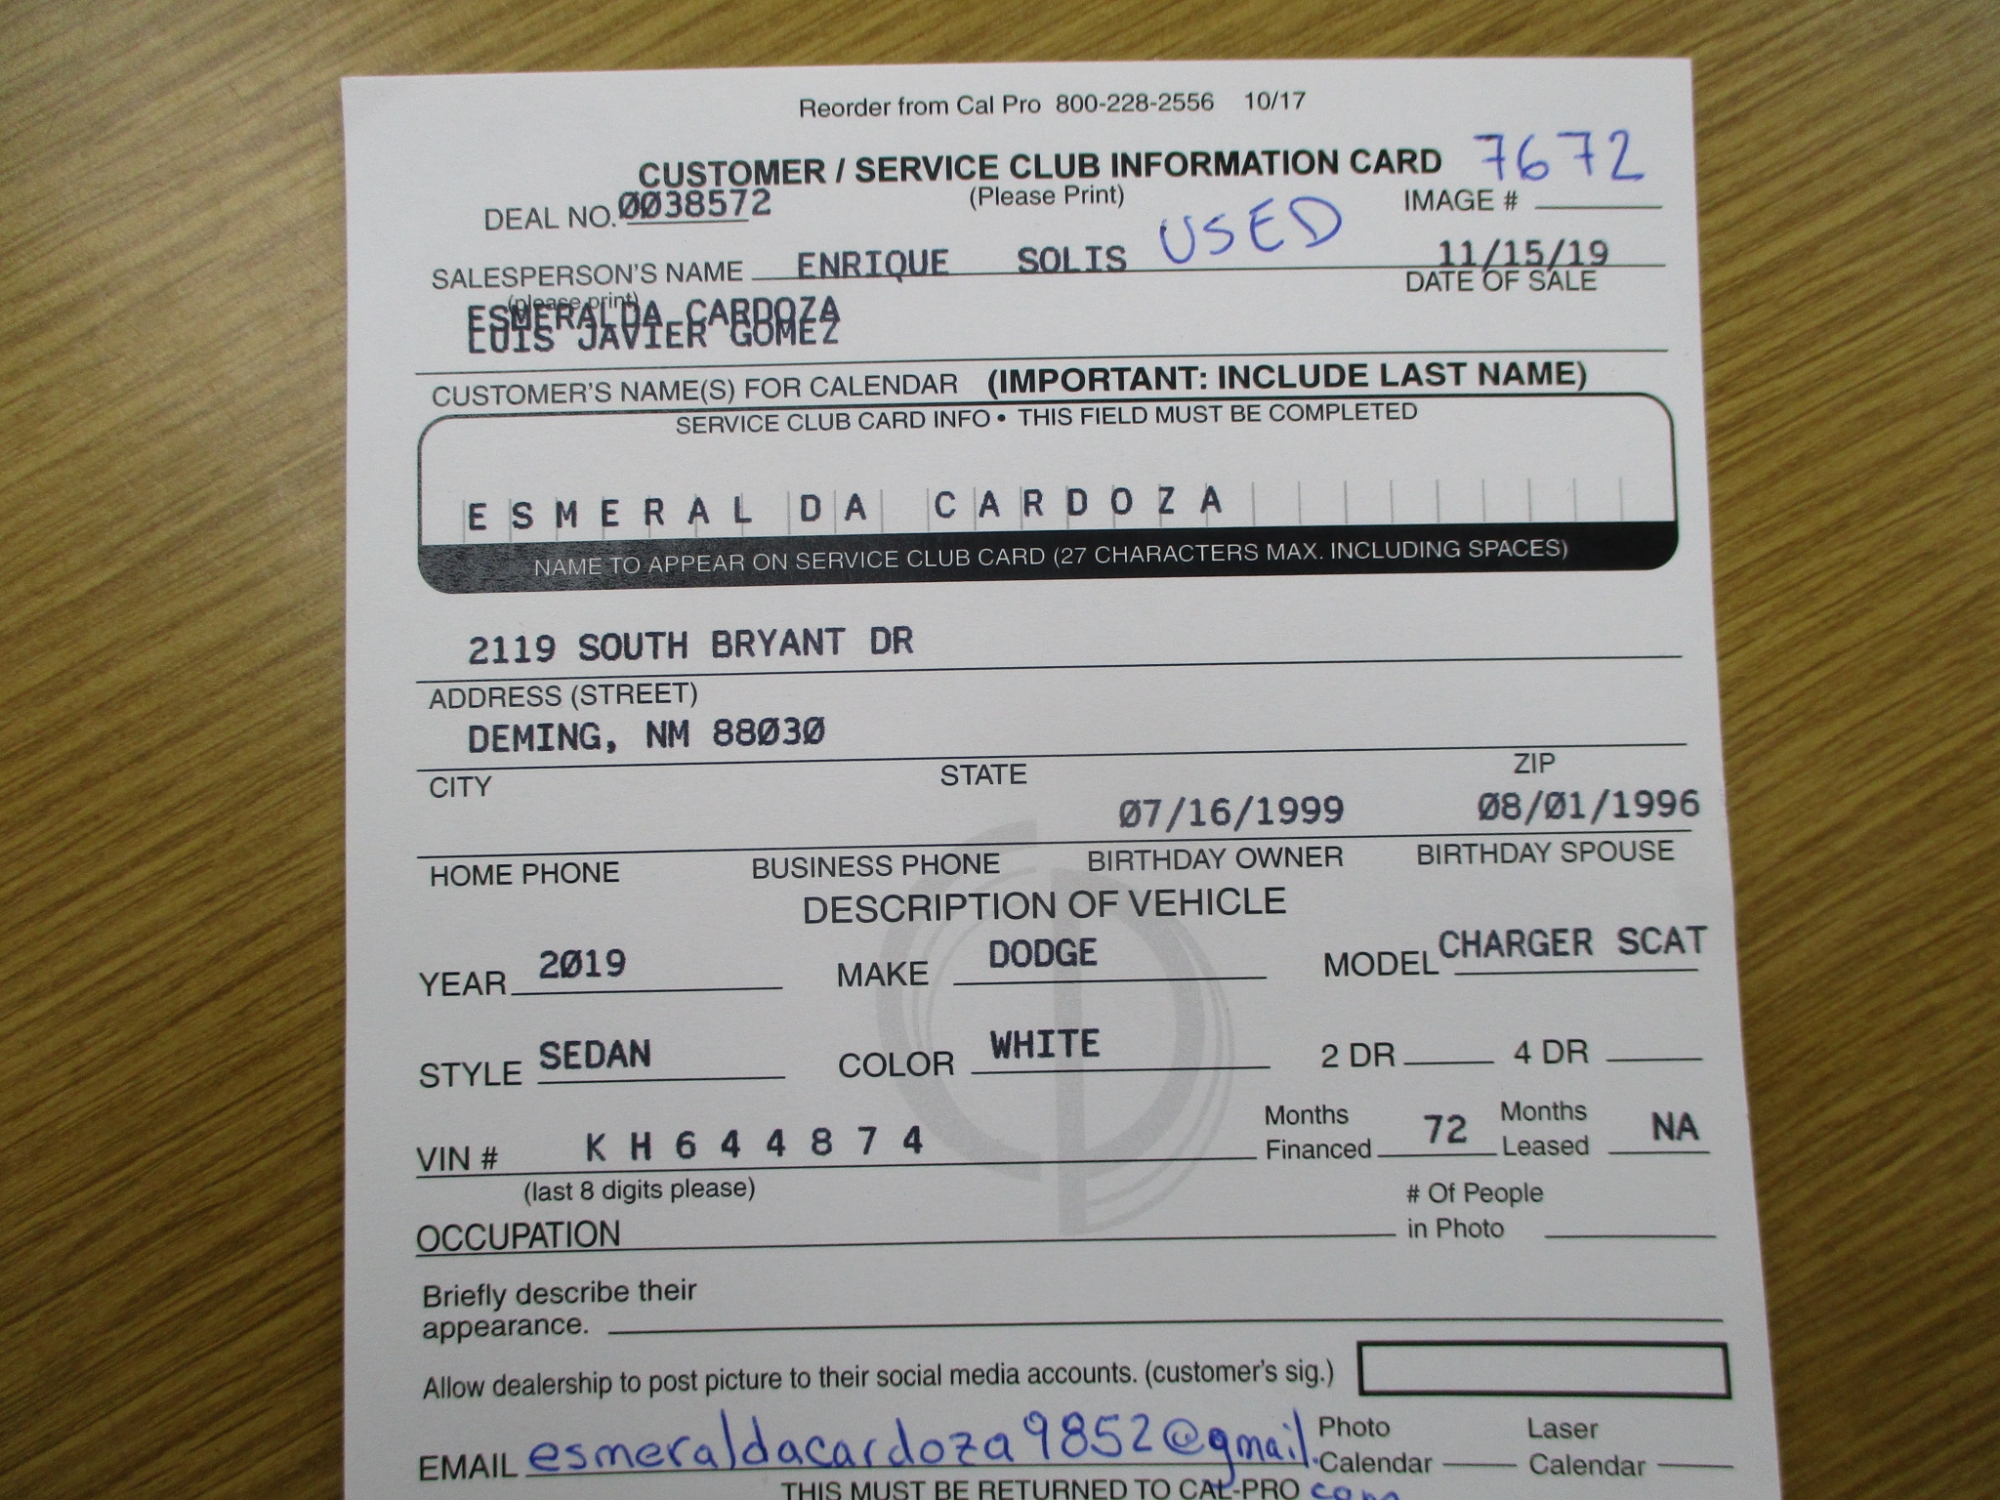 Reorder from Cal Pro 800-228-2556 10/17
CUSTOMER / SERVICE CLUB INFORMATION CARD 7672
DEAL NO. 0038572 (Please Print) IMAGE #
USED
SALESPERSON'S NAME ENRIQUE SOLIS 11/15/19
(please print) DATE OF SALE
ESMERALDA CARDOZA
LUIS JAVIER GOMEZ
CUSTOMER'S NAME(S) FOR CALENDAR (IMPORTANT: INCLUDE LAST NAME)
SERVICE CLUB CARD INFO • THIS FIELD MUST BE COMPLETED
ESMERALDA CARDOZA
NAME TO APPEAR ON SERVICE CLUB CARD (27 CHARACTERS MAX. INCLUDING SPACES)
2119 SOUTH BRYANT DR
ADDRESS (STREET)
DEMING, NM 88030
CITY STATE ZIP
07/16/1999 08/01/1996
HOME PHONE BUSINESS PHONE BIRTHDAY OWNER BIRTHDAY SPOUSE
DESCRIPTION OF VEHICLE
YEAR 2019 MAKE DODGE MODEL CHARGER SCAT
STYLE SEDAN COLOR WHITE 2 DR 4 DR
VIN # KH644874 Months Financed 72 Months Leased NA
(last 8 digits please)
OCCUPATION # Of People in Photo
Briefly describe their
appearance.
Allow dealership to post picture to their social media accounts. (customer's sig.)
EMAIL esmeraldacardoza9852@gmail. Photo Calendar Laser Calendar
THIS MUST BE RETURNED TO CAL-PRO com